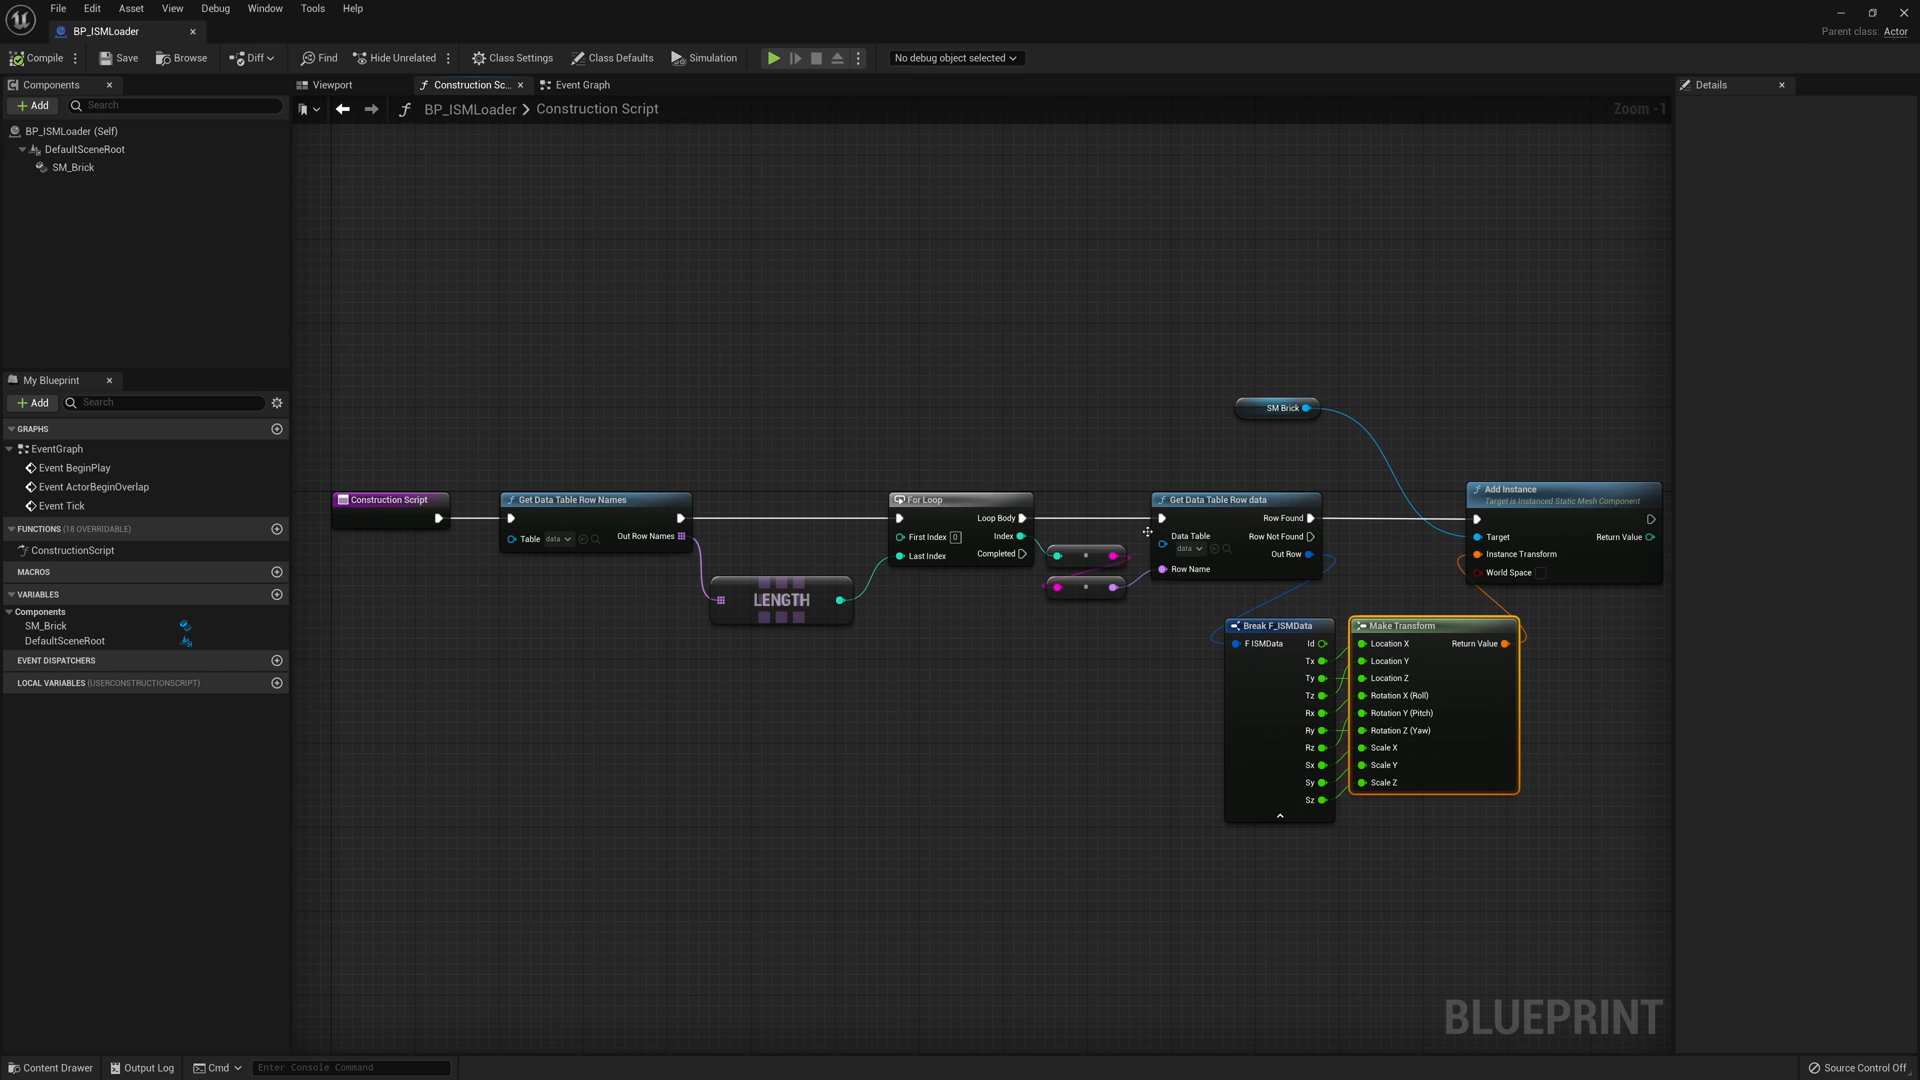 File Edit Asset View Debug Window Tools Help
BP_ISMLoader
Parent class: Actor
Compile Save Browse Diff Find Hide Unrelated Class Settings Class Defaults Simulation No debug object selected
Components
Viewport Construction Sc... Event Graph
Details
Add Search
BP_ISMLoader > Construction Script
Zoom -1
BP_ISMLoader (Self)
DefaultSceneRoot
SM_Brick
My Blueprint
Add Search
GRAPHS
EventGraph
Event BeginPlay
Event ActorBeginOverlap
Event Tick
FUNCTIONS (18 OVERRIDABLE)
ConstructionScript
MACROS
VARIABLES
Components
SM_Brick
DefaultSceneRoot
EVENT DISPATCHERS
LOCAL VARIABLES (USERCONSTRUCTIONSCRIPT)
Construction Script
Get Data Table Row Names
Table data
Out Row Names
LENGTH
For Loop
Loop Body
First Index 0
Index
Last Index
Completed
Get Data Table Row data
Row Found
Data Table
data
Row Not Found
Out Row
Row Name
SM Brick
Add Instance
Target is Instanced Static Mesh Component
Target
Return Value
Instance Transform
World Space
Break F_ISMData
F ISMData
Id
Tx
Ty
Tz
Rx
Ry
Rz
Sx
Sy
Sz
Make Transform
Location X
Return Value
Location Y
Location Z
Rotation X (Roll)
Rotation Y (Pitch)
Rotation Z (Yaw)
Scale X
Scale Y
Scale Z
BLUEPRINT
Content Drawer Output Log Cmd Enter Console Command
Source Control Off